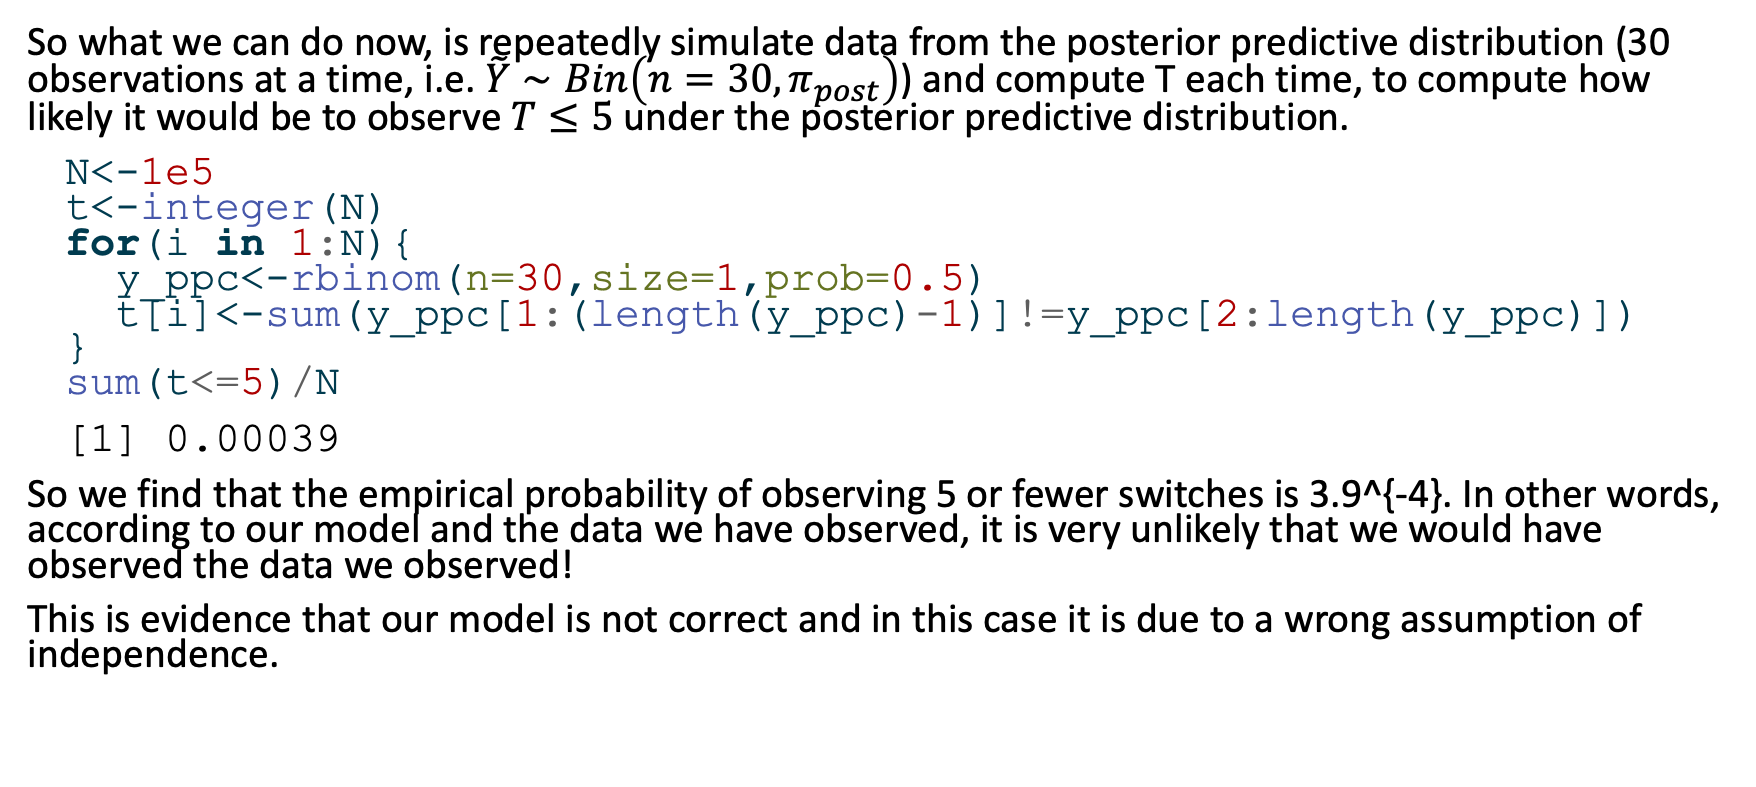 So what we can do now, is repeatedly simulate data from the posterior predictive distribution (30
observations at a time, i.e. Ỹ ~ Bin(n = 30, π_post)) and compute T each time, to compute how
likely it would be to observe T ≤ 5 under the posterior predictive distribution.
N<-1e5
t<-integer(N)
for(i in 1:N){
  y_ppc<-rbinom(n=30,size=1,prob=0.5)
  t[i]<-sum(y_ppc[1:(length(y_ppc)-1)]!=y_ppc[2:length(y_ppc)])
}
sum(t<=5)/N
[1] 0.00039
So we find that the empirical probability of observing 5 or fewer switches is 3.9^{-4}. In other words,
according to our model and the data we have observed, it is very unlikely that we would have
observed the data we observed!
This is evidence that our model is not correct and in this case it is due to a wrong assumption of
independence.